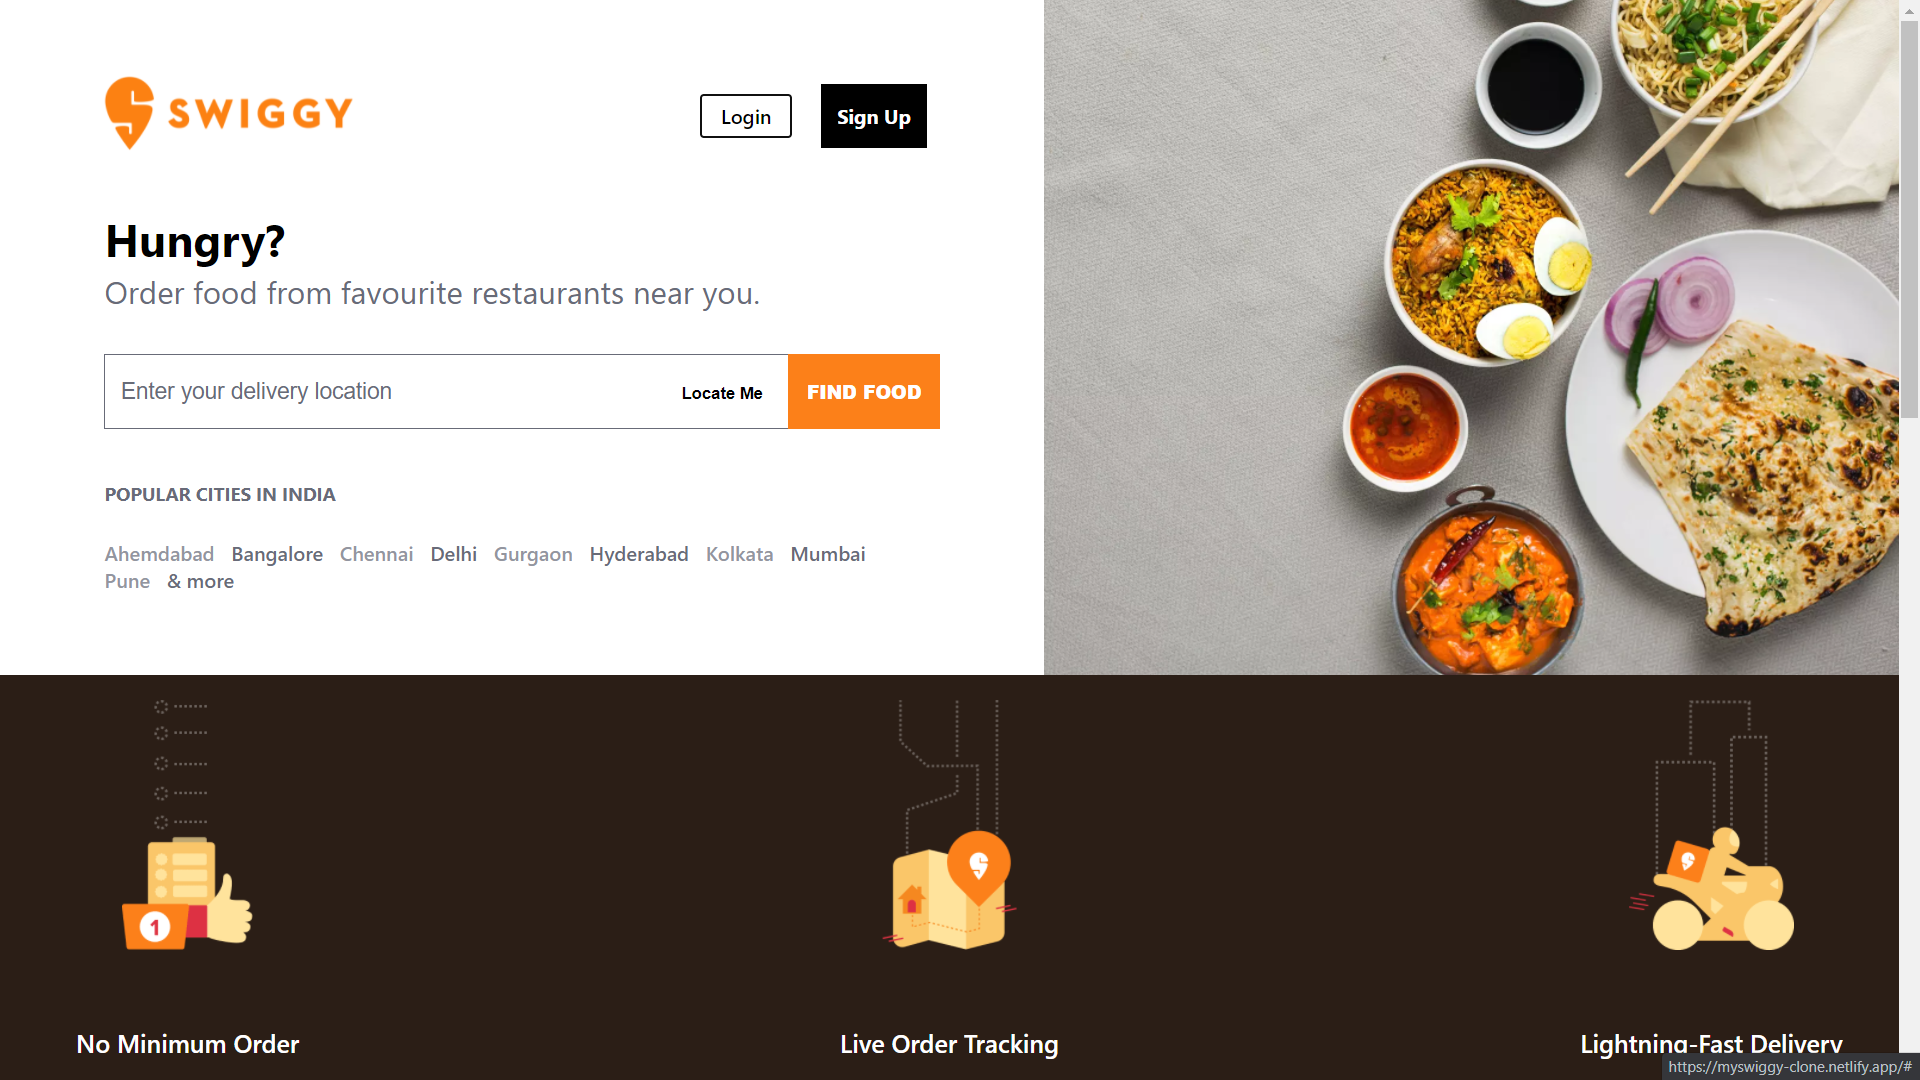 SWIGGY
Login
Sign Up
Hungry?
Order food from favourite restaurants near you.
Enter your delivery location
Locate Me
FIND FOOD
POPULAR CITIES IN INDIA
Ahemdabad Bangalore Chennai Delhi Gurgaon Hyderabad Kolkata Mumbai
Pune & more
1
No Minimum Order
Live Order Tracking
Lightning-Fast Delivery
https://myswiggy-clone.netlify.app/#